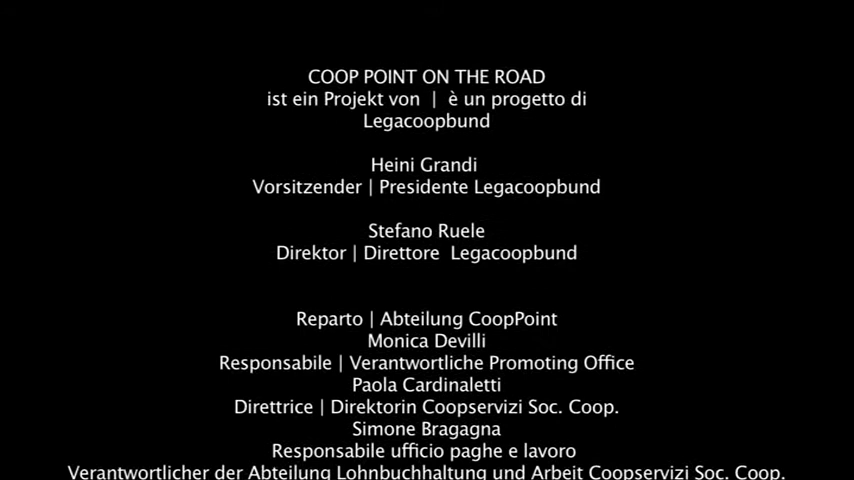 COOP POINT ON THE ROAD
ist ein Projekt von | è un progetto di
Legacoopbund
Heini Grandi
Vorsitzender | Presidente Legacoopbund
Stefano Ruele
Direktor | Direttore Legacoopbund
Reparto | Abteilung CoopPoint
Monica Devilli
Responsabile | Verantwortliche Promoting Office
Paola Cardinaletti
Direttrice | Direktorin Coopservizi Soc. Coop.
Simone Bragagna
Responsabile ufficio paghe e lavoro
Verantwortlicher der Abteilung Lohnbuchhaltung und Arbeit Coopservizi Soc. Coop.